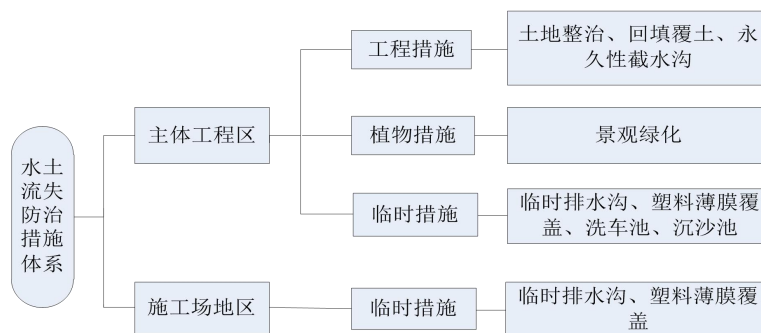 水土
流失
防治
措施
体系
主体工程区
工程措施
土地整治、回填覆土、永
久性截水沟
植物措施
景观绿化
临时措施
临时排水沟、塑料薄膜覆
盖、洗车池、沉沙池
施工场地区
临时措施
临时排水沟、塑料薄膜覆
盖